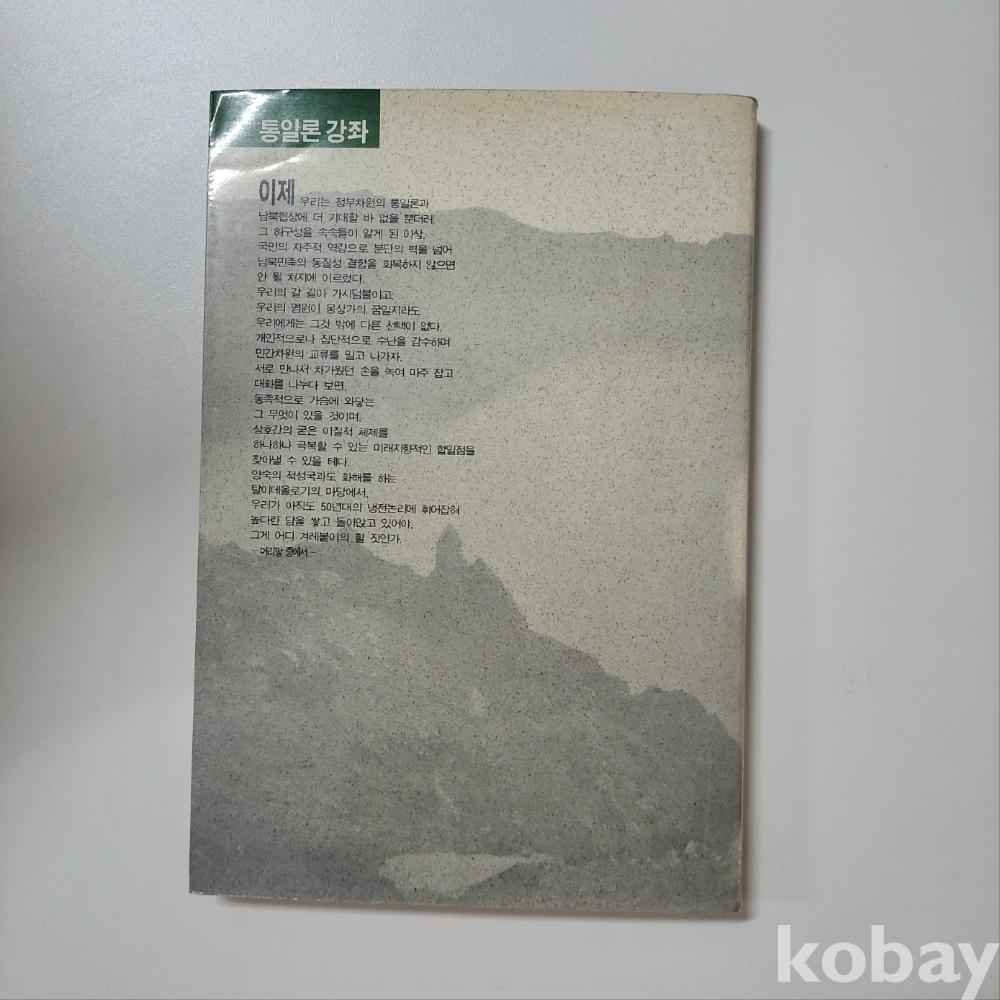 통일론 강좌
이제 우리는 정부차원의 통일론과
남북협상에 더 기대할 바 없을 뿐더러,
그 허구성을 속속들이 알게 된 이상,
국민의 자주적 역량으로 분단의 벽을 넘어
남북민족의 동질성 결합을 회복하지 않으면
안 될 처지에 이르렀다.
우리의 갈 길이 가시덤불이고,
우리의 염원이 몽상가의 꿈일지라도
우리에게는 그것 밖에 다른 선택이 없다.
개인적으로나 집단적으로 수난을 감수하며
민간차원의 교류를 밀고 나가자.
서로 만나서 차가웠던 손을 녹여 마주 잡고
대화를 나누다 보면,
동족적으로 가슴에 와닿는
그 무엇이 있을 것이며,
상호간의 굳은 이질적 체제를
하나하나 극복할 수 있는 미래지향적인 합일점을
찾아낼 수 있을 테다.
앙숙의 적성국과도 화해를 하는
탈이데올로기의 마당에서,
우리가 아직도 50년대의 냉전논리에 휘어잡혀
높다란 담을 쌓고 돌아앉고 있어야,
그게 어디 겨레붙이의 할 짓인가.
- 머리말 중에서 -
kobay